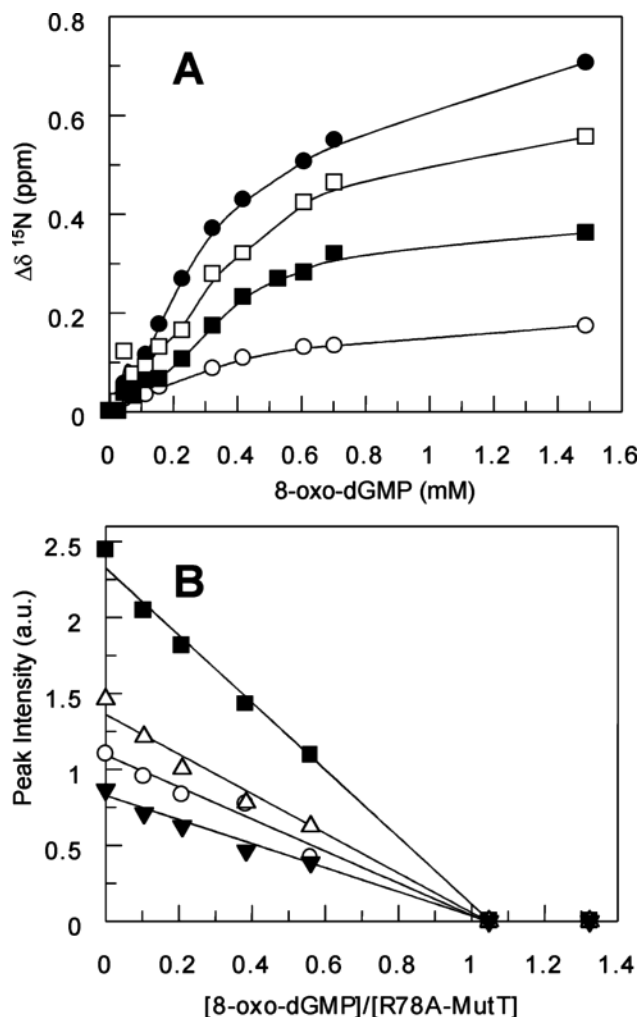 A
Δδ ¹⁵N (ppm)
0.8
0.6
0.4
0.2
0
0 0.2 0.4 0.6 0.8 1 1.2 1.4 1.6
8-oxo-dGMP (mM)
B
Peak Intensity (a.u.)
2.5
2
1.5
1
0.5
0
0 0.2 0.4 0.6 0.8 1 1.2 1.4
[8-oxo-dGMP]/[R78A-MutT]